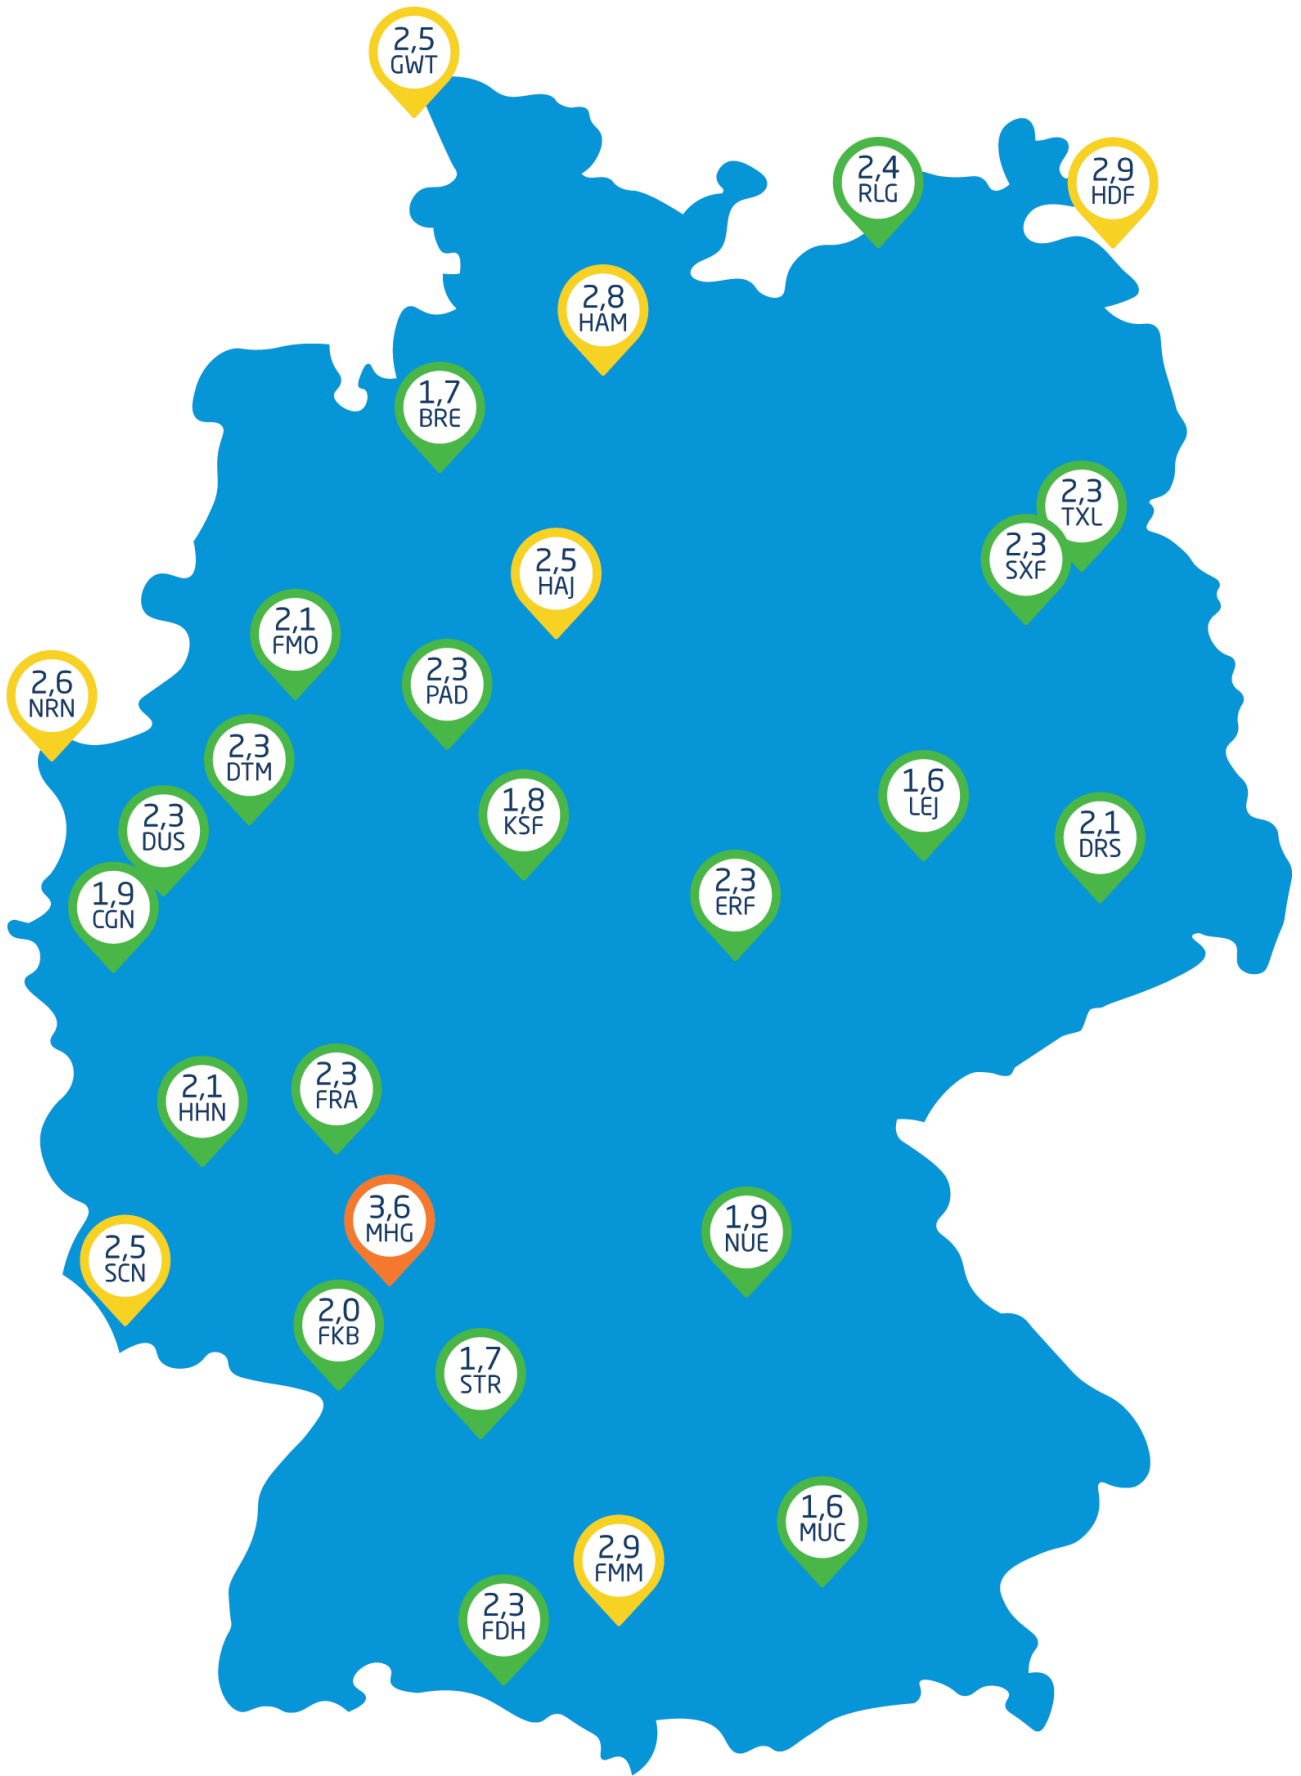 2,5
GWT
2,4
RLG
2,9
HDF
2,8
HAM
1,7
BRE
2,3
TXL
2,3
SXF
2,5
HAJ
2,1
FMO
2,3
PAD
2,6
NRN
2,3
DTM
1,8
KSF
1,6
LEJ
2,3
DUS
2,1
DRS
1,9
CGN
2,3
ERF
2,1
HHN
2,3
FRA
3,6
MHG
1,9
NUE
2,5
SCN
2,0
FKB
1,7
STR
1,6
MUC
2,9
FMM
2,3
FDH